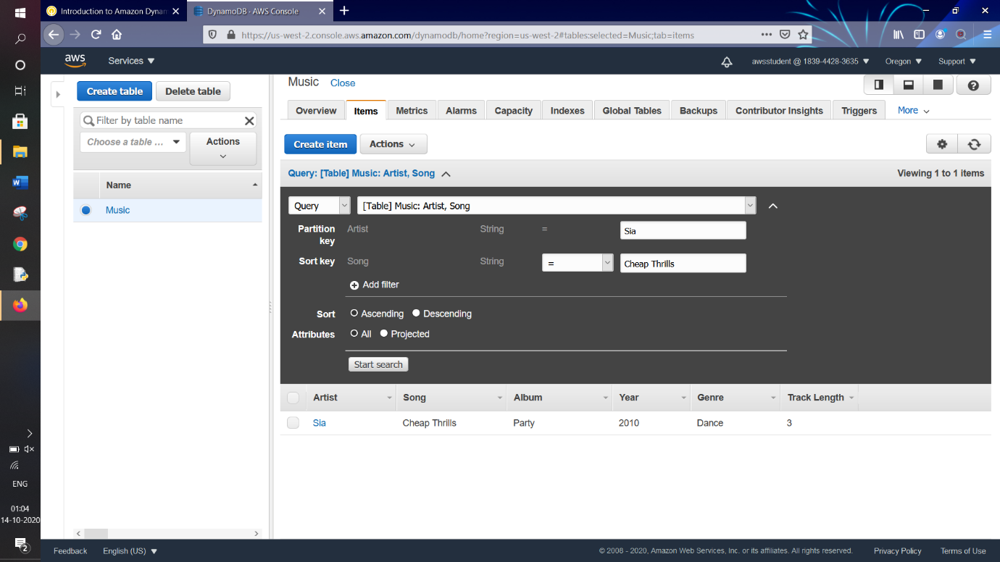 Introduction to Amazon Dynam
DynamoDB · AWS Console
https://us-west-2.console.aws.amazon.com/dynamodb/home?region=us-west-2#tables:selected=Music;tab=items
aws
Services
awsstudent @ 1839-4428-3635
Oregon
Support
Create table
Delete table
Filter by table name
Choose a table ...
Actions
Name
Music
Music
Close
Overview
Items
Metrics
Alarms
Capacity
Indexes
Global Tables
Backups
Contributor Insights
Triggers
More
Create item
Actions
Query: [Table] Music: Artist, Song
Viewing 1 to 1 items
Query
[Table] Music: Artist, Song
Partition key
Artist
String
=
Sia
Sort key
Song
String
=
Cheap Thrills
Add filter
Sort
Ascending
Descending
Attributes
All
Projected
Start search
Artist Song Album Year Genre Track Length
Sia Cheap Thrills Party 2010 Dance 3
ENG
01:04
14-10-2020
2
Feedback
English (US)
© 2008 - 2020, Amazon Web Services, Inc. or its affiliates. All rights reserved.
Privacy Policy
Terms of Use